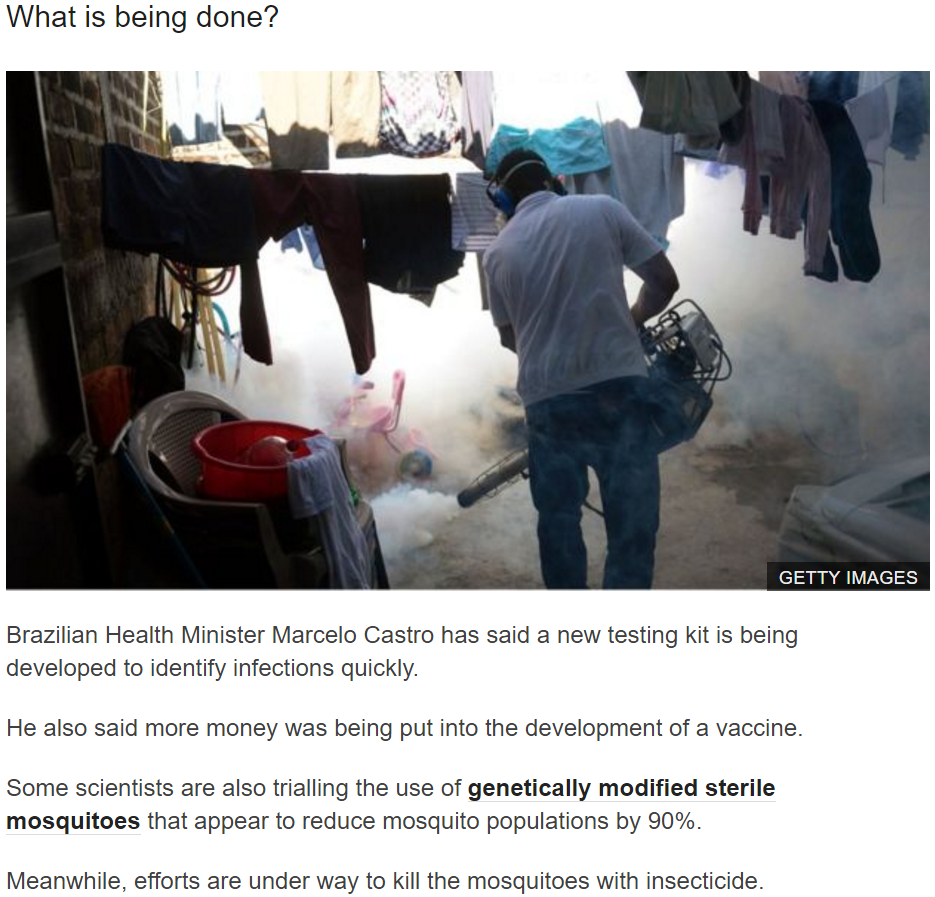 What is being done?
GETTY IMAGES
Brazilian Health Minister Marcelo Castro has said a new testing kit is being
developed to identify infections quickly.
He also said more money was being put into the development of a vaccine.
Some scientists are also trialling the use of genetically modified sterile
mosquitoes that appear to reduce mosquito populations by 90%.
Meanwhile, efforts are under way to kill the mosquitoes with insecticide.